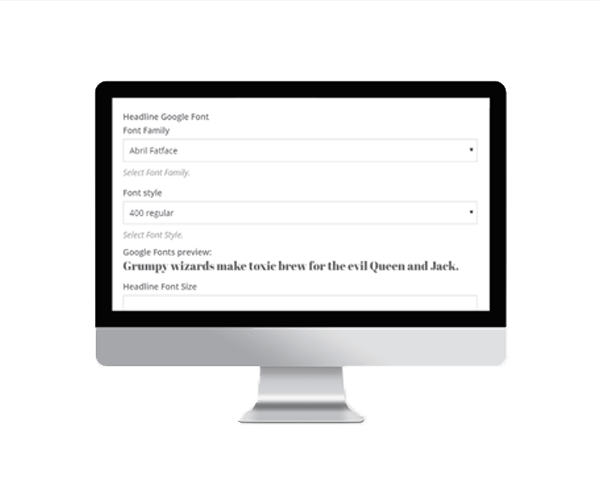 Headline Google Font
Font Family
Abril Fatface
Select Font Family.
Font style
400 regular
Select Font Style.
Google Fonts preview:
Grumpy wizards make toxic brew for the evil Queen and Jack.
Headline Font Size